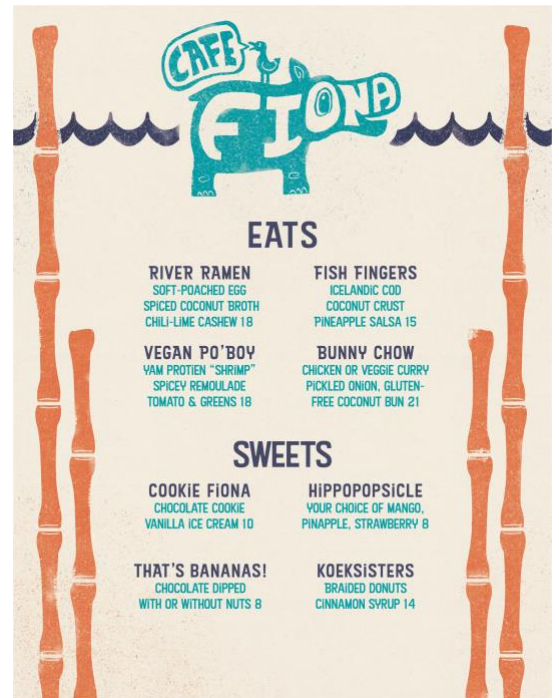 CAFE
FIONA
EATS
RIVER RAMEN
SOFT-POACHED EGG
SPICED COCONUT BROTH
CHILI-LIME CASHEW 18
FISH FINGERS
ICELANDIC COD
COCONUT CRUST
PINEAPPLE SALSA 15
VEGAN PO'BOY
YAM PROTIEN "SHRIMP"
SPICEY REMOULADE
TOMATO & GREENS 18
BUNNY CHOW
CHICKEN OR VEGGIE CURRY
PICKLED ONION, GLUTEN-
FREE COCONUT BUN 21
SWEETS
COOKIE FIONA
CHOCOLATE COOKIE
VANILLA ICE CREAM 10
HIPPOPOPSICLE
YOUR CHOICE OF MANGO,
PINAPPLE, STRAWBERRY 8
THAT'S BANANAS!
CHOCOLATE DIPPED
WITH OR WITHOUT NUTS 8
KOEKSISTERS
BRAIDED DONUTS
CINNAMON SYRUP 14